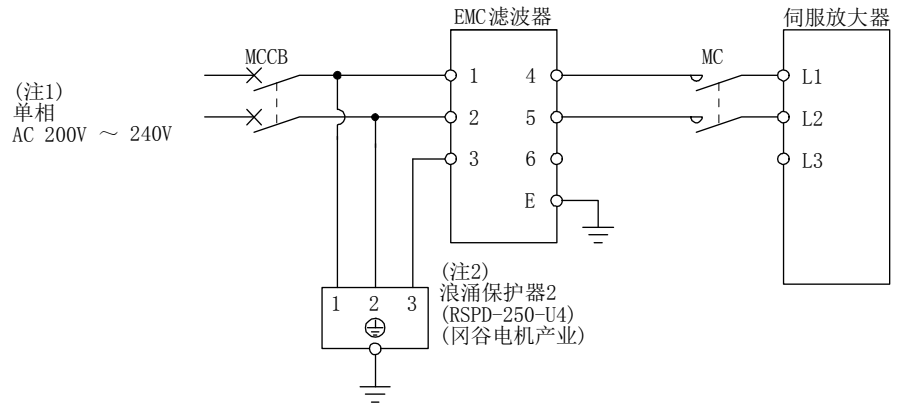 EMC滤波器
伺服放大器
MCCB
MC
1
4
L1
(注1)
单相
AC 200V ～ 240V
2
5
L2
3
6
L3
E
(注2)
浪涌保护器2
(RSPD-250-U4)
(冈谷电机产业)
1 2 3